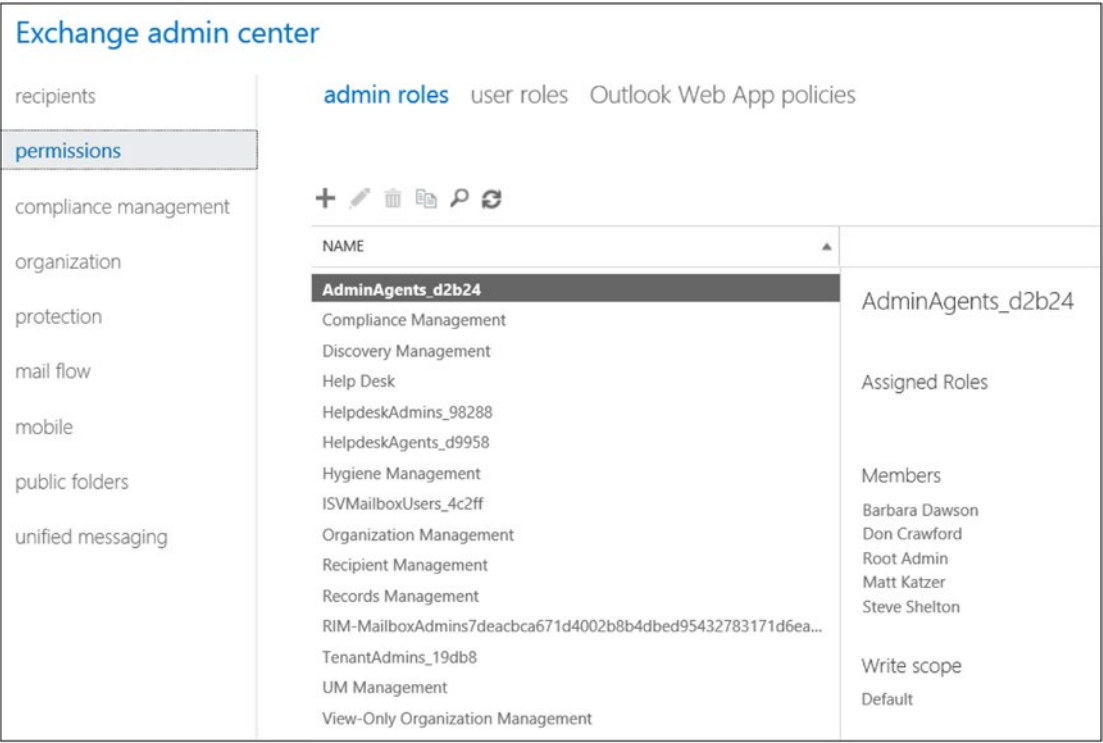 Exchange admin center
recipients
permissions
compliance management
organization
protection
mail flow
mobile
public folders
unified messaging
admin roles user roles Outlook Web App policies
NAME
AdminAgents_d2b24
Compliance Management
Discovery Management
Help Desk
HelpdeskAdmins_98288
HelpdeskAgents_d9958
Hygiene Management
ISVMailboxUsers_4c2ff
Organization Management
Recipient Management
Records Management
RIM-MailboxAdmins7deacbca671d4002b8b4dbed95432783171d6ea...
TenantAdmins_19db8
UM Management
View-Only Organization Management
AdminAgents_d2b24
Assigned Roles
Members
Barbara Dawson
Don Crawford
Root Admin
Matt Katzer
Steve Shelton
Write scope
Default